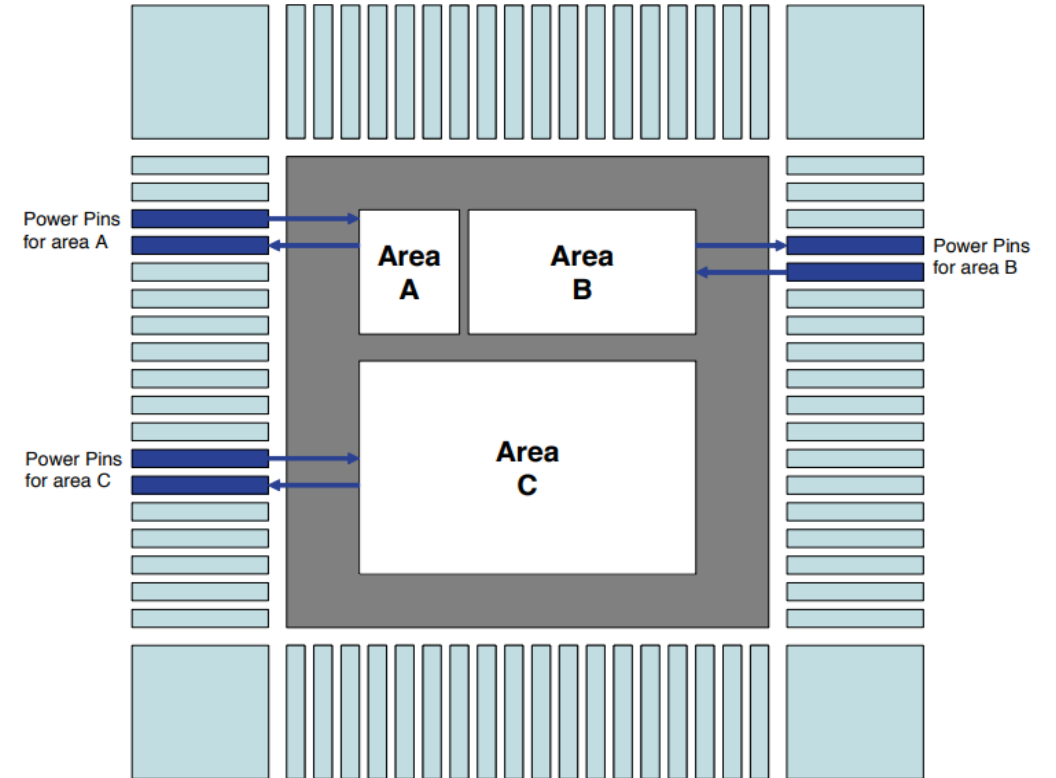 Power Pins
for area A
Area
A
Area
B
Power Pins
for area B
Power Pins
for area C
Area
C